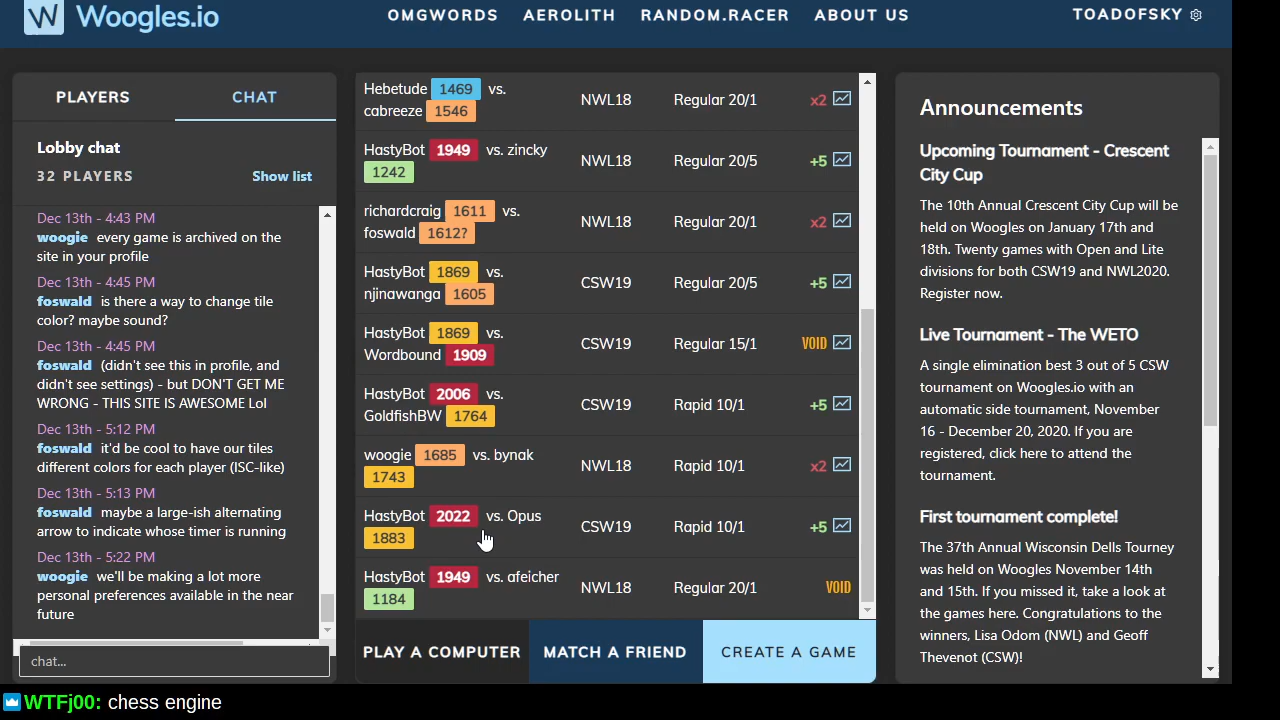 W Woogles.io
OMGWORDS AEROLITH RANDOM.RACER ABOUT US
TOADOFSKY
PLAYERS CHAT
Lobby chat
32 PLAYERS Show list
Dec 13th - 4:43 PM
woogie every game is archived on the
site in your profile
Dec 13th - 4:45 PM
foswald is there a way to change tile
color? maybe sound?
Dec 13th - 4:45 PM
foswald (didn't see this in profile, and
didn't see settings) - but DON'T GET ME
WRONG - THIS SITE IS AWESOME Lol
Dec 13th - 5:12 PM
foswald it'd be cool to have our tiles
different colors for each player (ISC-like)
Dec 13th - 5:13 PM
foswald maybe a large-ish alternating
arrow to indicate whose timer is running
Dec 13th - 5:22 PM
woogie we'll be making a lot more
personal preferences available in the near
future
chat...
Hebetude 1469 vs.
cabreeze 1546
NWL18 Regular 20/1 x2
HastyBot 1949 vs. zincky
1242
NWL18 Regular 20/5 +5
richardcraig 1611 vs.
foswald 1612?
NWL18 Regular 20/1 x2
HastyBot 1869 vs.
njinawanga 1605
CSW19 Regular 20/5 +5
HastyBot 1869 vs.
Wordbound 1909
CSW19 Regular 15/1 VOID
HastyBot 2006 vs.
GoldfishBW 1764
CSW19 Rapid 10/1 +5
woogie 1685 vs. bynak
1743
NWL18 Rapid 10/1 x2
HastyBot 2022 vs. Opus
1883
CSW19 Rapid 10/1 +5
HastyBot 1949 vs. afeicher
1184
NWL18 Regular 20/1 VOID
PLAY A COMPUTER MATCH A FRIEND CREATE A GAME
Announcements
Upcoming Tournament - Crescent
City Cup
The 10th Annual Crescent City Cup will be
held on Woogles on January 17th and
18th. Twenty games with Open and Lite
divisions for both CSW19 and NWL2020.
Register now.
Live Tournament - The WETO
A single elimination best 3 out of 5 CSW
tournament on Woogles.io with an
automatic side tournament, November
16 - December 20, 2020. If you are
registered, click here to attend the
tournament.
First tournament complete!
The 37th Annual Wisconsin Dells Tourney
was held on Woogles November 14th
and 15th. If you missed it, take a look at
the games here. Congratulations to the
winners, Lisa Odom (NWL) and Geoff
Thevenot (CSW)!
WTFj00: chess engine